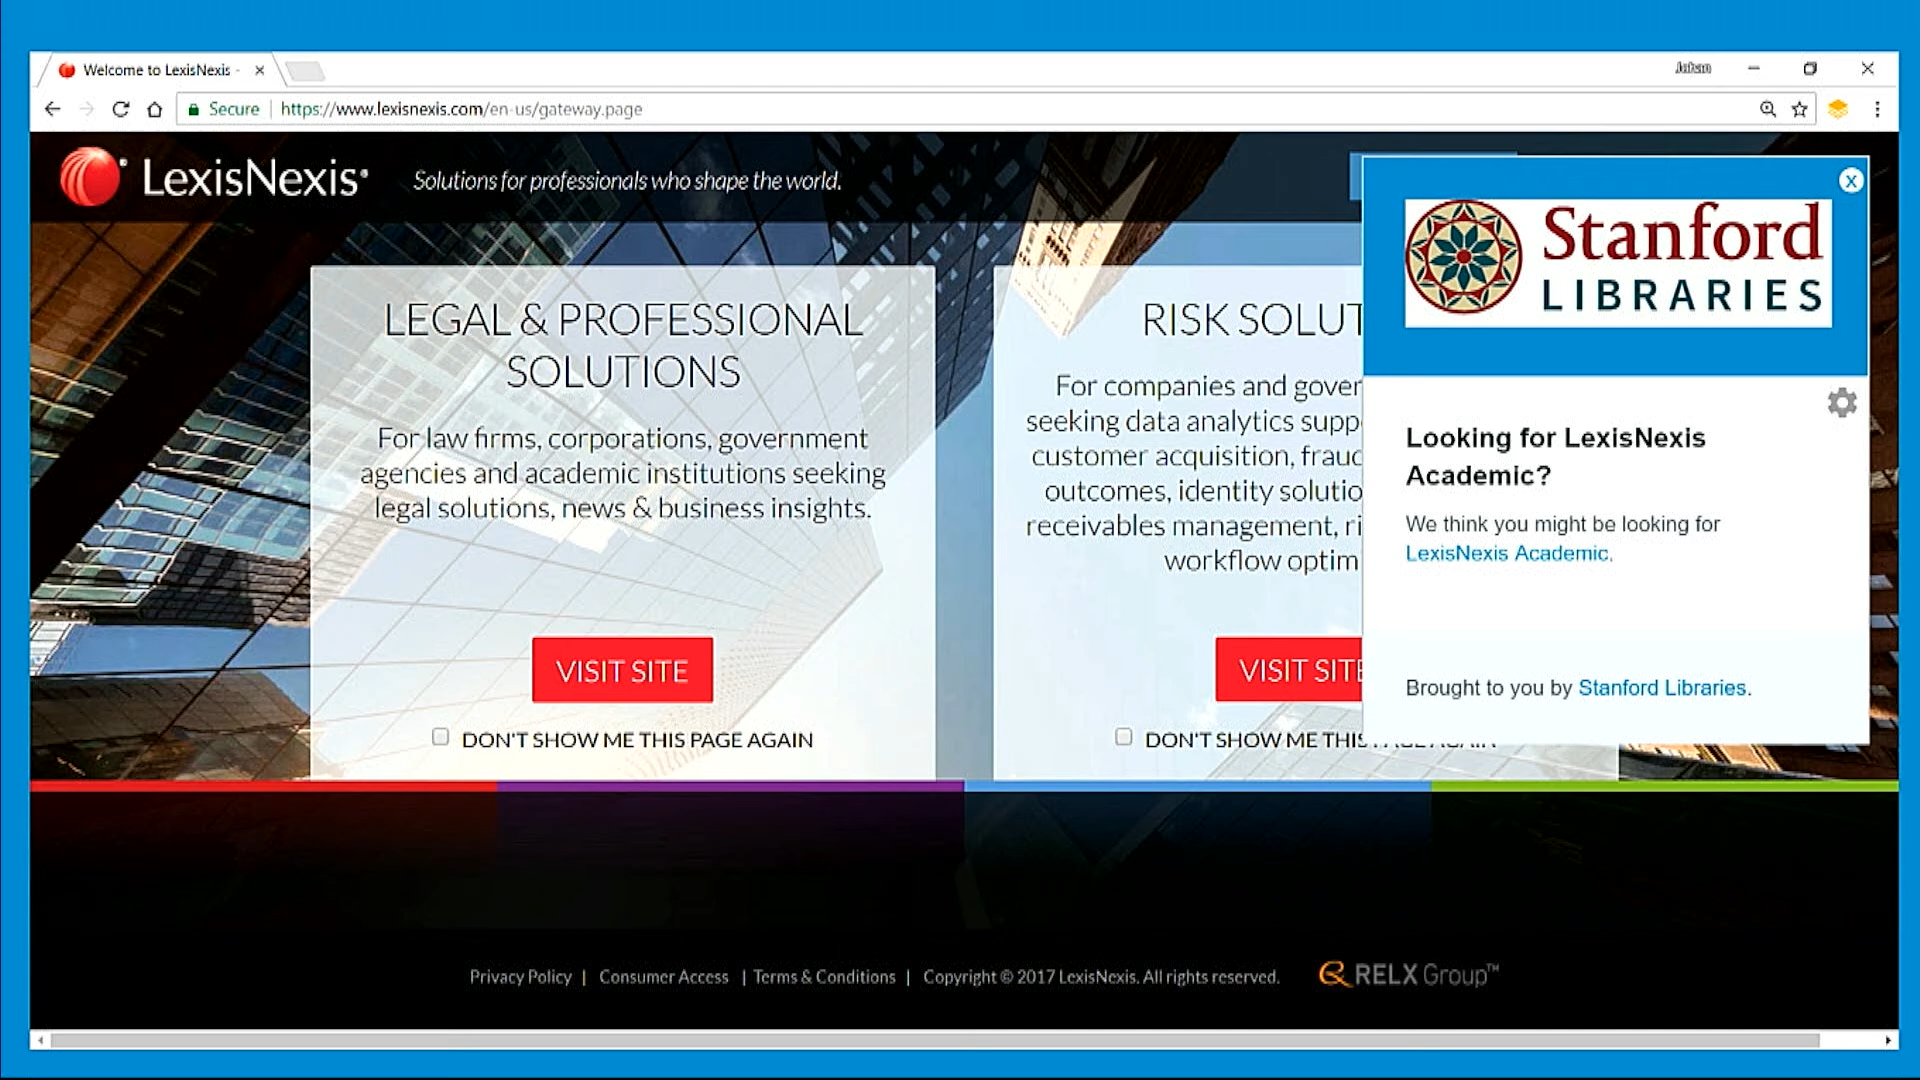 Welcome to LexisNexis -
Johan
Secure
https://www.lexisnexis.com/en-us/gateway.page
LexisNexis®
Solutions for professionals who shape the world.
LEGAL & PROFESSIONAL
SOLUTIONS
For law firms, corporations, government
agencies and academic institutions seeking
legal solutions, news & business insights.
VISIT SITE
DON'T SHOW ME THIS PAGE AGAIN
RISK SOLUT
For companies and gover
seeking data analytics supp
customer acquisition, frauc
outcomes, identity solutio
receivables management, ri
workflow optim
VISIT SITE
DON'T SHOW ME THIS PAGE AGAIN
Stanford
LIBRARIES
Looking for LexisNexis
Academic?
We think you might be looking for
LexisNexis Academic.
Brought to you by Stanford Libraries.
Privacy Policy | Consumer Access | Terms & Conditions | Copyright © 2017 LexisNexis. All rights reserved.
RELX Group™